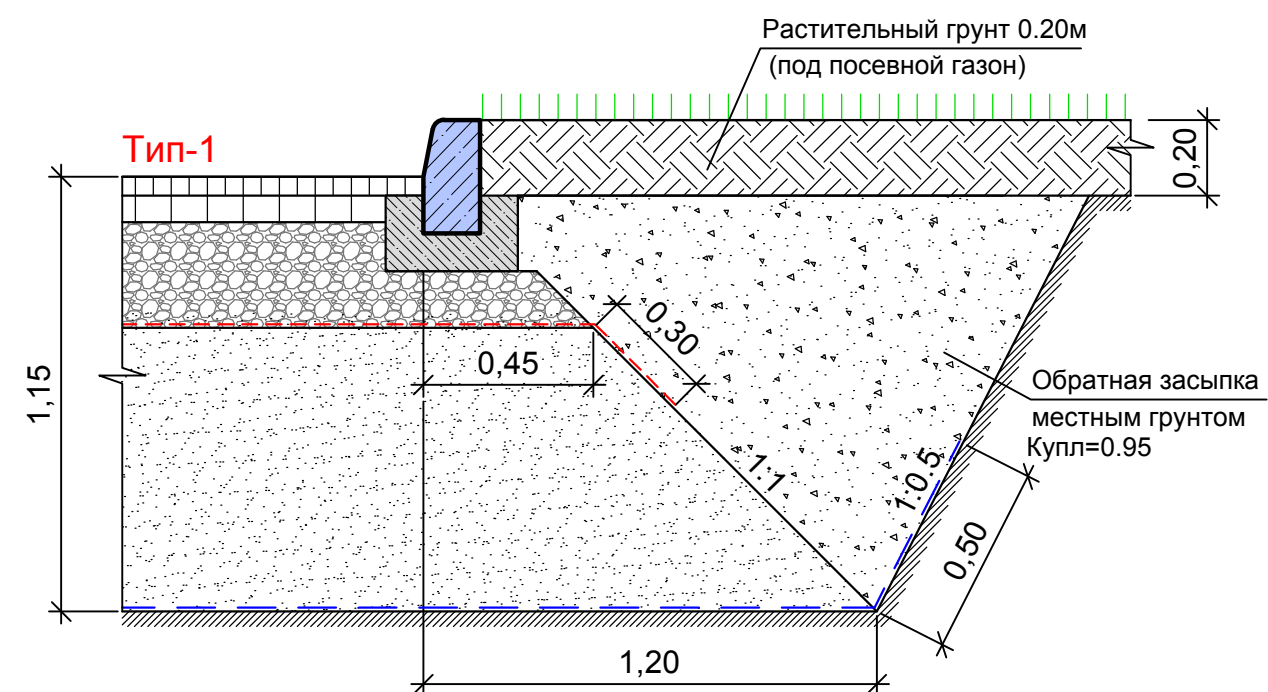 Растительный грунт 0.20м
(под посевной газон)
Тип-1
0,20
1,15
0,30
0,45
Обратная засыпка
местным грунтом
Купл=0.95
1:1
1:0.5
0,50
1,20